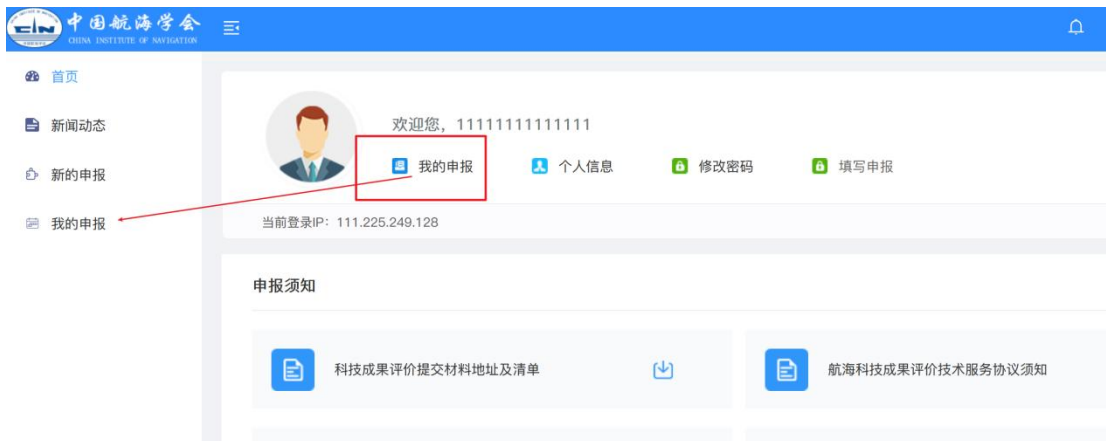 中国航海学会
CHINA INSTITUTE OF NAVIGATION
首页
新闻动态
新的申报
我的申报
欢迎您，11111111111111
我的申报 个人信息 修改密码 填写申报
当前登录IP：111.225.249.128
申报须知
科技成果评价提交材料地址及清单 航海科技成果评价技术服务协议须知